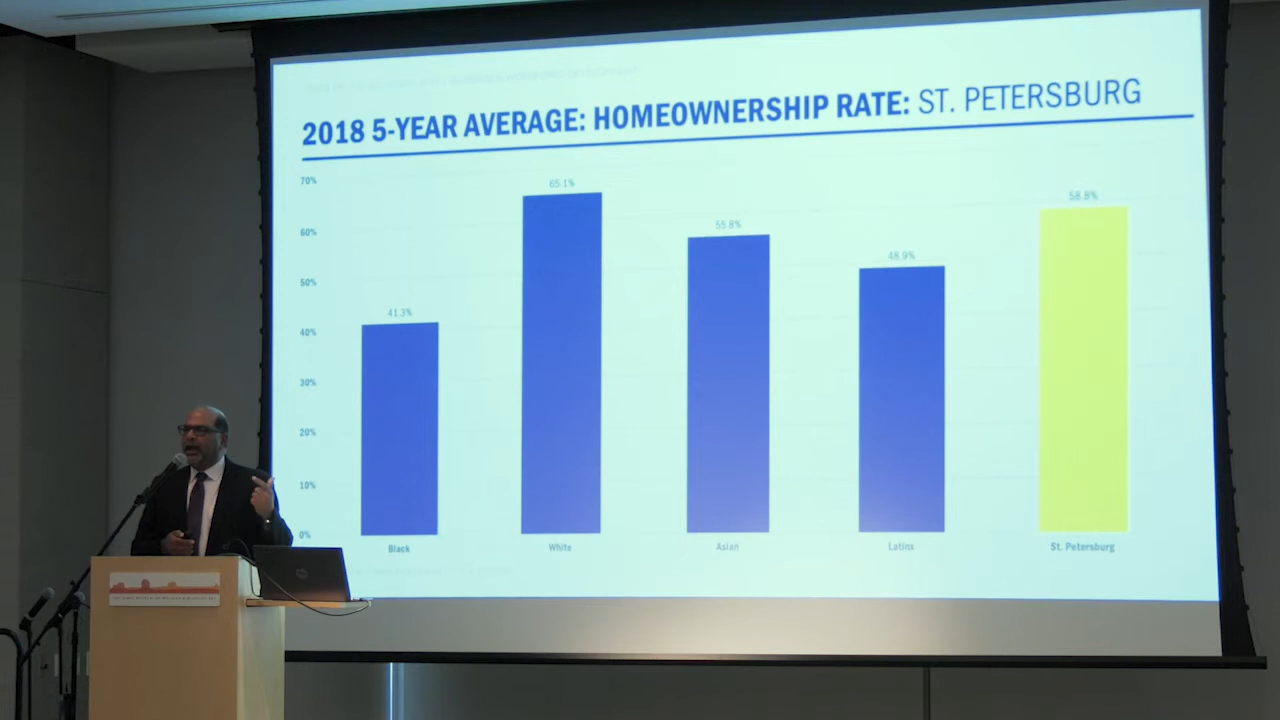 2018 5-YEAR AVERAGE: HOMEOWNERSHIP RATE: ST. PETERSBURG
70%
60%
50%
40%
30%
20%
10%
0%
41.3%
65.1%
55.8%
48.9%
58.8%
Black
White
Asian
Latinx
St. Petersburg